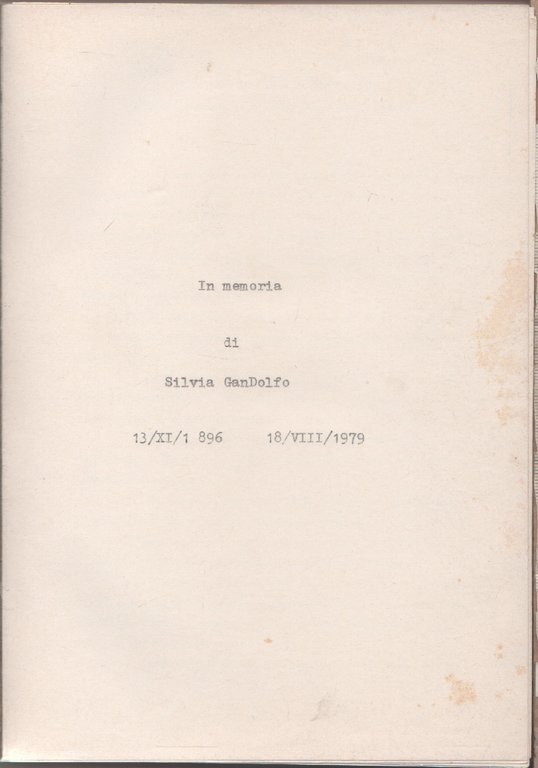 In memoria
di
Silvia GanDolfo
13/XI/1 896 18/VIII/1979